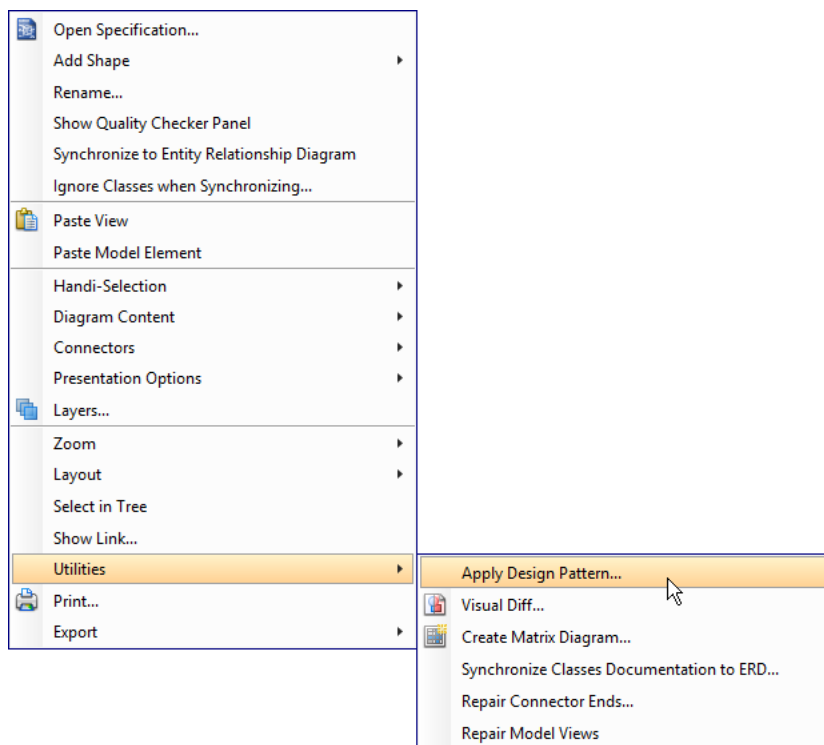 Open Specification...
Add Shape
Rename...
Show Quality Checker Panel
Synchronize to Entity Relationship Diagram
Ignore Classes when Synchronizing...
Paste View
Paste Model Element
Handi-Selection
Diagram Content
Connectors
Presentation Options
Layers...
Zoom
Layout
Select in Tree
Show Link...
Utilities
Print...
Export
Apply Design Pattern...
Visual Diff...
Create Matrix Diagram...
Synchronize Classes Documentation to ERD...
Repair Connector Ends...
Repair Model Views